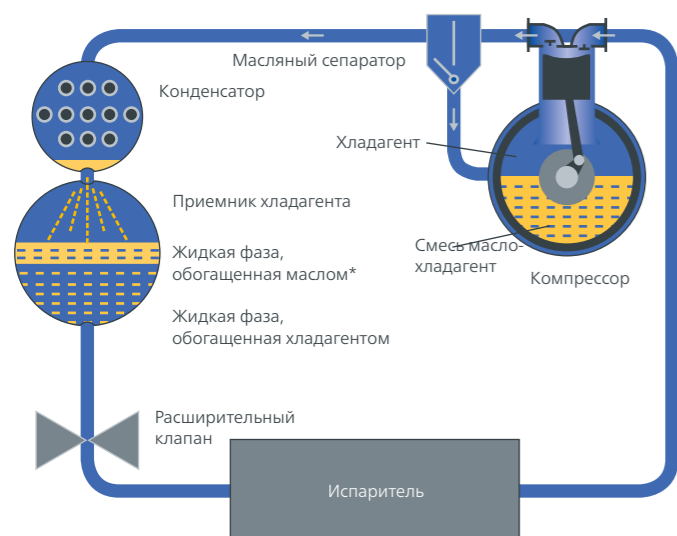 Масляный сепаратор
Конденсатор
Хладагент
Приемник хладагента
Жидкая фаза,
обогащенная маслом*
Смесь масло-
хладагент
Компрессор
Жидкая фаза,
обогащенная хладагентом
Расширительный
клапан
Испаритель